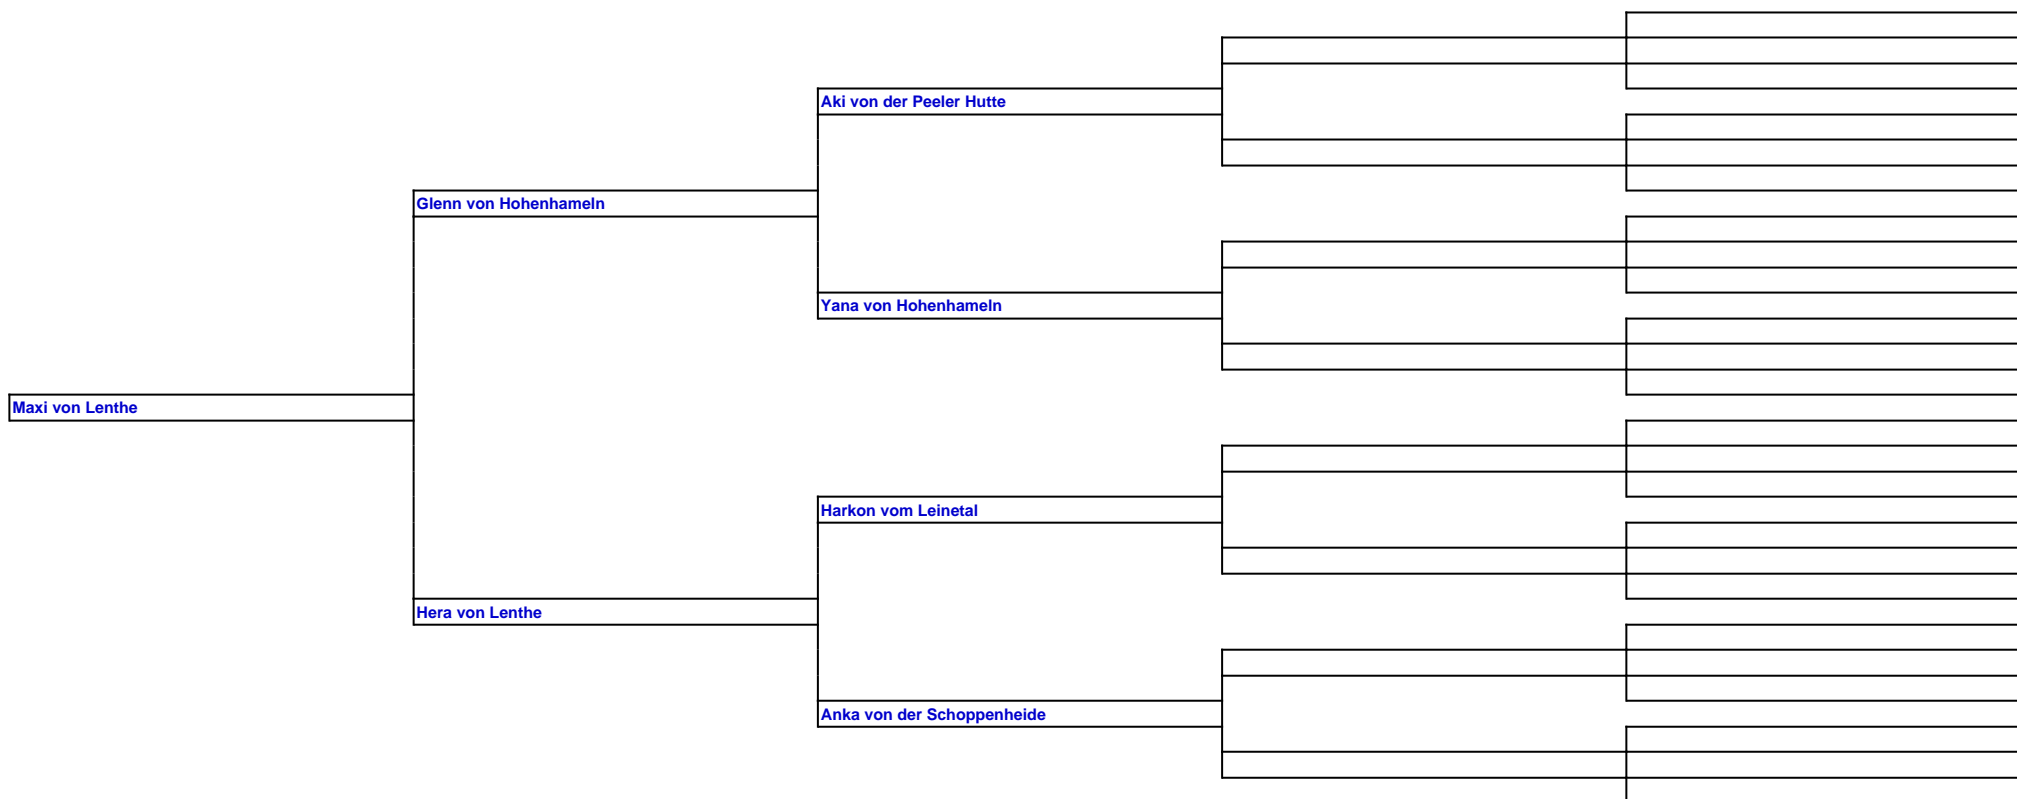 Aki von der Peeler Hutte
Glenn von Hohenhameln
Yana von Hohenhameln
Maxi von Lenthe
Harkon vom Leinetal
Hera von Lenthe
Anka von der Schoppenheide